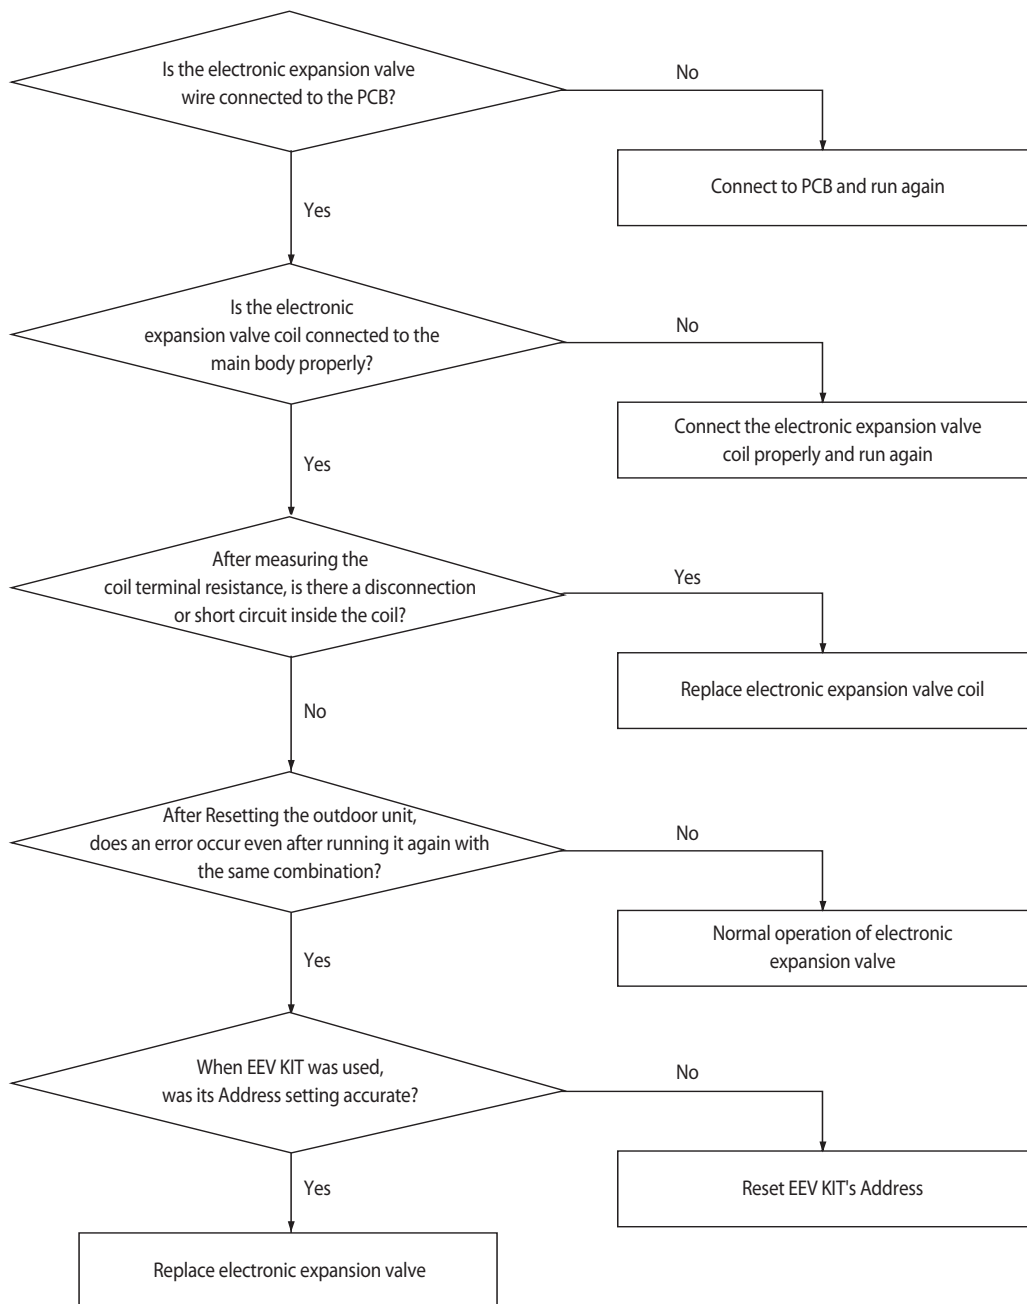 Is the electronic expansion valve
wire connected to the PCB?
No
Connect to PCB and run again
Yes
Is the electronic
expansion valve coil connected to the
main body properly?
No
Connect the electronic expansion valve
coil properly and run again
Yes
After measuring the
coil terminal resistance, is there a disconnection
or short circuit inside the coil?
Yes
Replace electronic expansion valve coil
No
After Resetting the outdoor unit,
does an error occur even after running it again with
the same combination?
No
Normal operation of electronic
expansion valve
Yes
When EEV KIT was used,
was its Address setting accurate?
No
Reset EEV KIT's Address
Yes
Replace electronic expansion valve